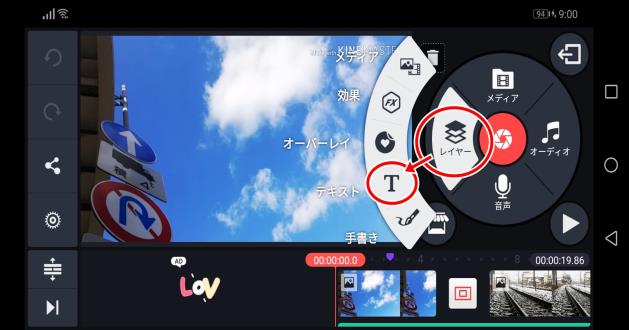 94 9:00
Made with KINEMASTER
メディア
効果
オーバーレイ
テキスト
手書き
FX
T
メディア
レイヤー
オーディオ
音声
AD
LOV
00:00:00.0
4
8
00:00:19.86